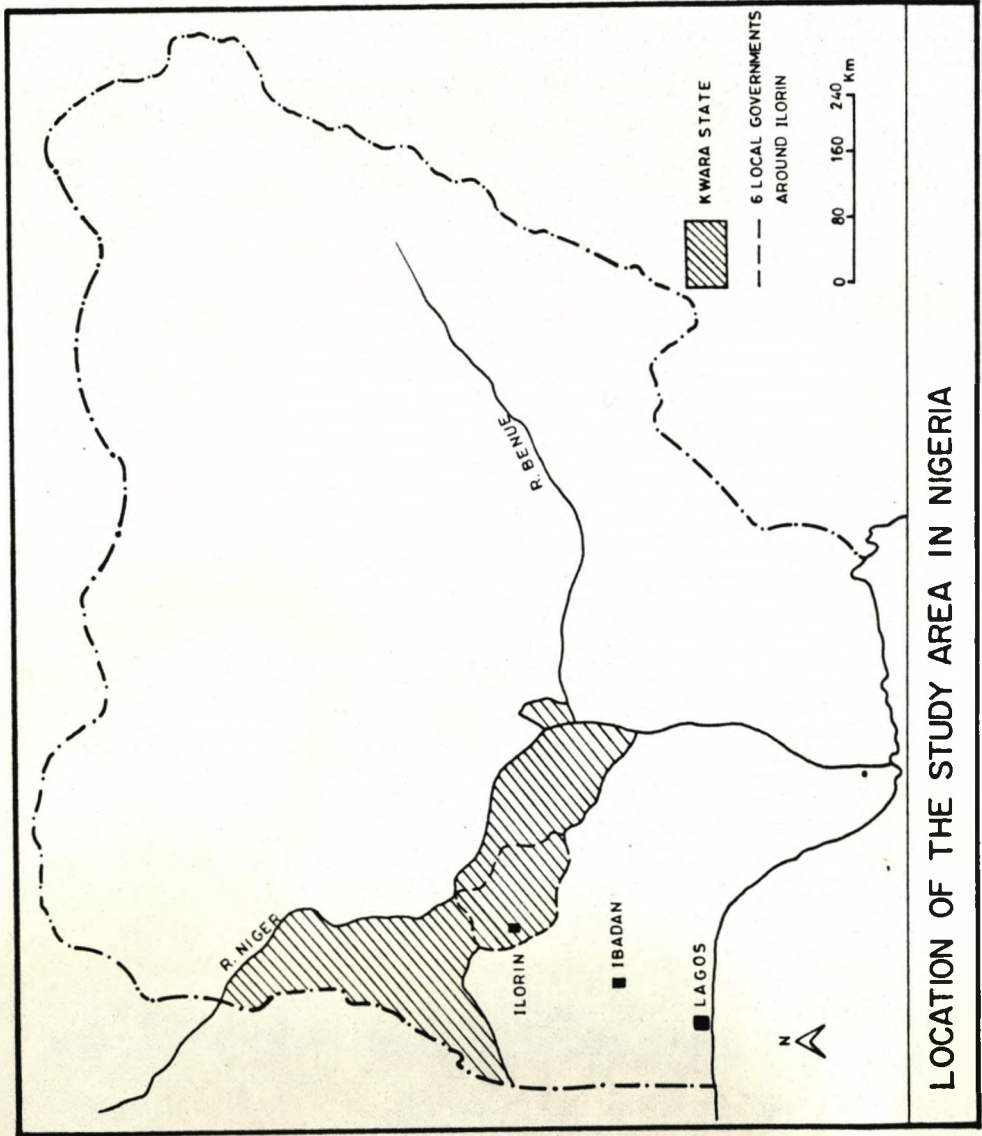 R. NIGER
R. BENUE
ILORIN
IBADAN
LAGOS
N
KWARA STATE
6 LOCAL GOVERNMENTS
AROUND ILORIN
0 80 160 240 Km
LOCATION OF THE STUDY AREA IN NIGERIA